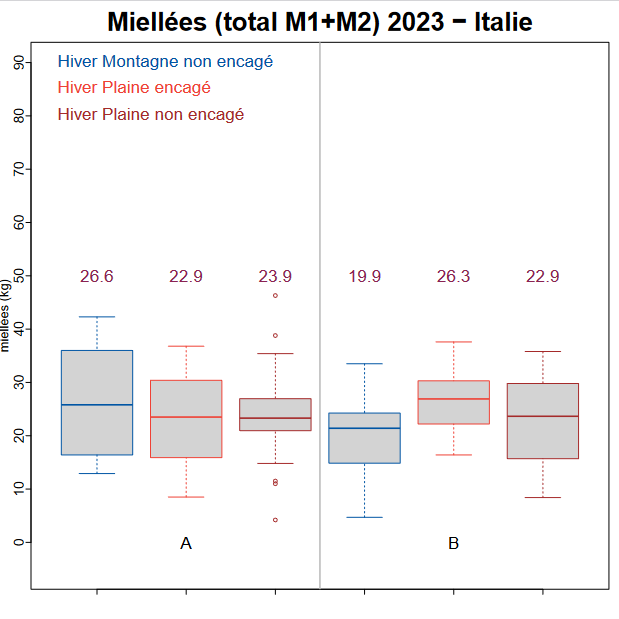 Miellées (total M1+M2) 2023 − Italie
Hiver Montagne non encagé
Hiver Plaine encagé
Hiver Plaine non encagé
90
80
70
60
50
40
30
20
10
0
miellées (kg)
26.6 22.9 23.9 19.9 26.3 22.9
A B